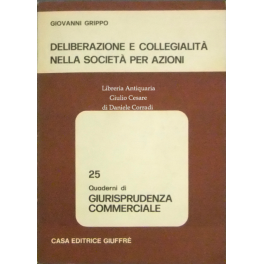 GIOVANNI GRIPPO
DELIBERAZIONE E COLLEGIALITÀ
NELLA SOCIETÀ PER AZIONI
Libreria Antiquaria
Giulio Cesare
di Daniele Corradi
25
Quaderni di
GIURISPRUDENZA
COMMERCIALE
CASA EDITRICE GIUFFRÈ